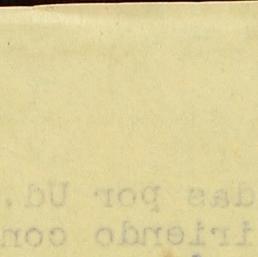 das por Ud.
iriendo con